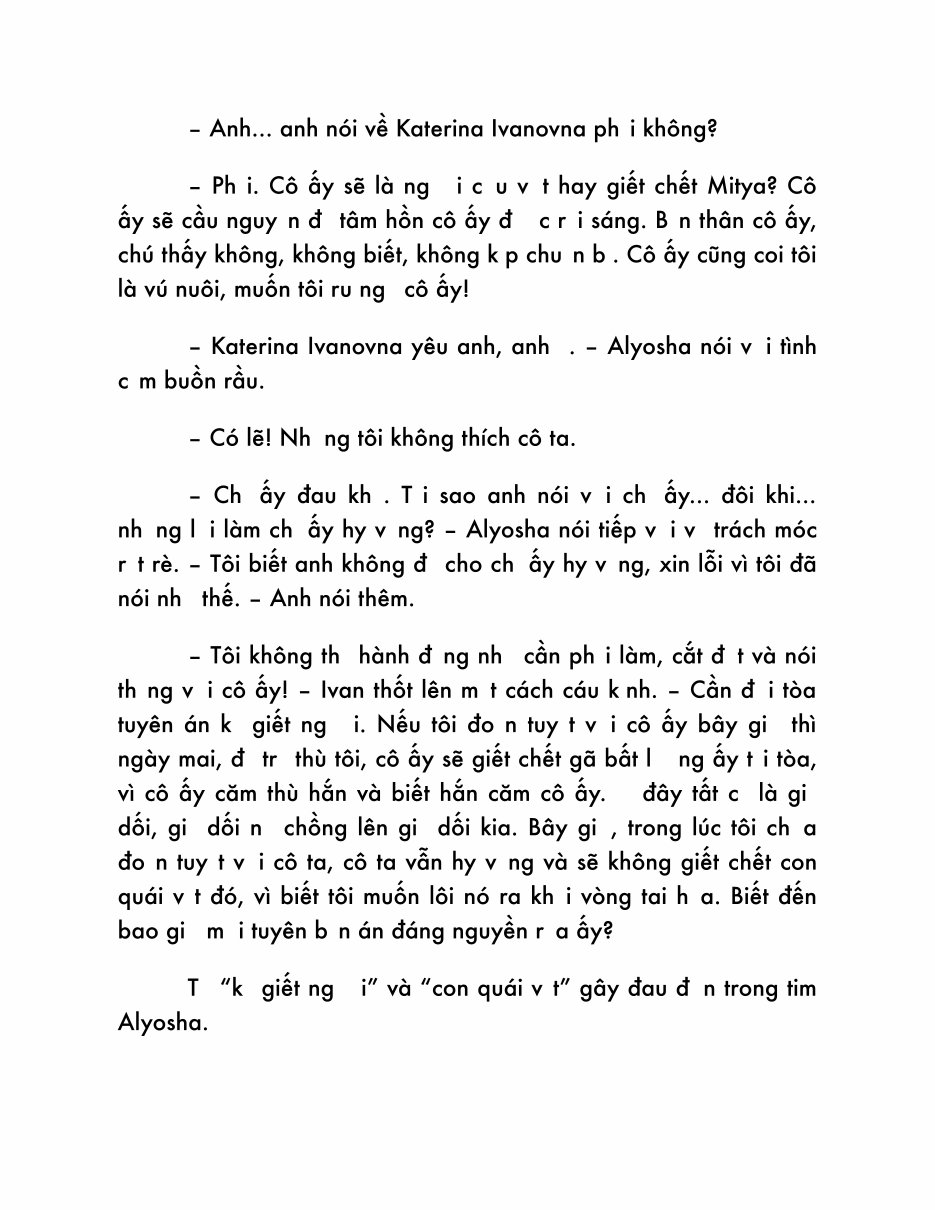 – Anh... anh nói về Katerina Ivanovna ph i không?
– Ph i. Cô ấy sẽ là ng i c u v t hay giết chết Mitya? Cô
ấy sẽ cầu nguy n đ tâm hồn cô ấy đ c r i sáng. B n thân cô ấy,
chú thấy không, không biết, không k p chu n b . Cô ấy cũng coi tôi
là vú nuôi, muốn tôi ru ng cô ấy!
– Katerina Ivanovna yêu anh, anh . – Alyosha nói v i tình
c m buồn rầu.
– Có lẽ! Nh ng tôi không thích cô ta.
– Ch ấy đau kh . T i sao anh nói v i ch ấy... đôi khi...
nh ng l i làm ch ấy hy v ng? – Alyosha nói tiếp v i v trách móc
r t rè. – Tôi biết anh không đ cho ch ấy hy v ng, xin lỗi vì tôi đã
nói nh thế. – Anh nói thêm.
– Tôi không th hành đ ng nh cần ph i làm, cắt đ t và nói
th ng v i cô ấy! – Ivan thốt lên m t cách cáu k nh. – Cần đ i tòa
tuyên án k giết ng i. Nếu tôi đo n tuy t v i cô ấy bây gi thì
ngày mai, đ tr thù tôi, cô ấy sẽ giết chết gã bất l ng ấy t i tòa,
vì cô ấy căm thù hắn và biết hắn căm cô ấy. đây tất c là gi
dối, gi dối n chồng lên gi dối kia. Bây gi , trong lúc tôi ch a
đo n tuy t v i cô ta, cô ta vẫn hy v ng và sẽ không giết chết con
quái v t đó, vì biết tôi muốn lôi nó ra kh i vòng tai h a. Biết đến
bao gi m i tuyên b n án đáng nguyền r a ấy?
T “k giết ng i” và “con quái v t” gây đau đ n trong tim
Alyosha.